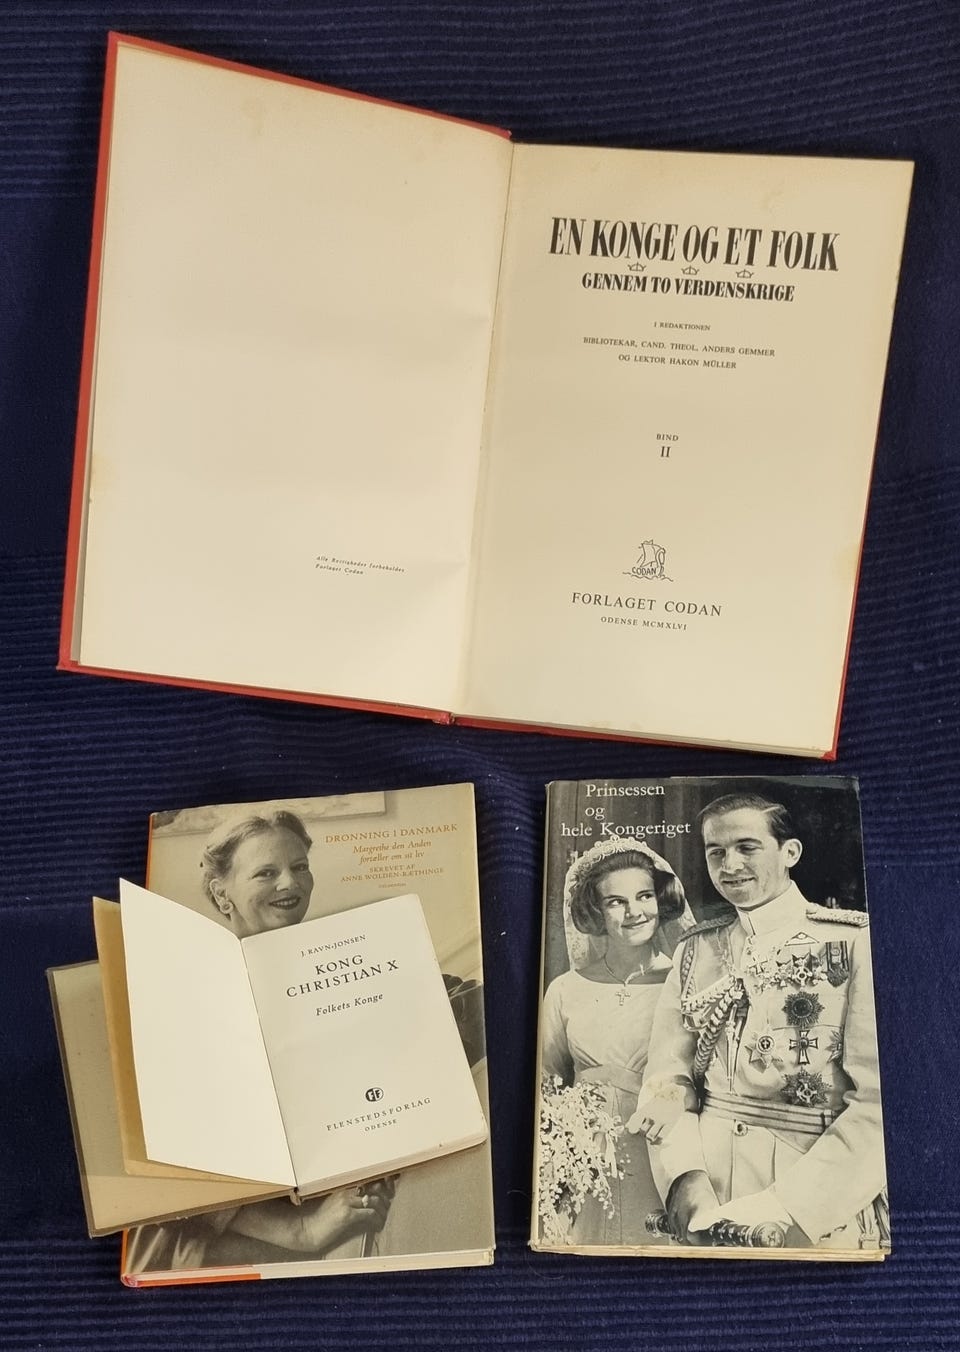 EN KONGE OG ET FOLK
GENNEM TO VERDENSKRIGE
I REDAKTIONEN
BIBLIOTEKAR, CAND. THEOL. ANDERS GEMMER
OG LEKTOR HAKON MÜLLER
BIND
II
CODAN
FORLAGET CODAN
ODENSE MCMXLVI
Alle Rettigheder forbeholdes
Forlaget Codan
DRONNING I DANMARK
Margrethe den Anden
fortæller om sit liv
SKREVET AF
ANNE WOLDEN-RÆTHINGE
GYLDENDAL
J. RAVN-JONSEN
KONG
CHRISTIAN X
Folkets Konge
FF
FLENSTEDS FORLAG
ODENSE
Prinsessen
og
hele Kongeriget